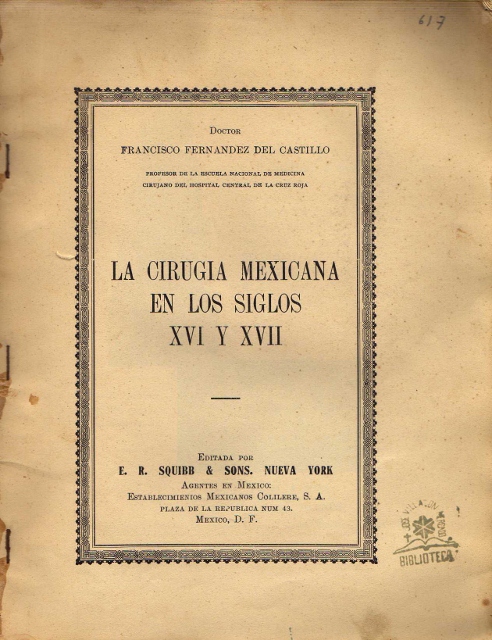 617
Doctor
FRANCISCO FERNANDEZ DEL CASTILLO
PROFESOR DE LA ESCUELA NACIONAL DE MEDICINA
CIRUJANO DEL HOSPITAL CENTRAL DE LA CRUZ ROJA
LA CIRUGIA MEXICANA
EN LOS SIGLOS
XVI Y XVII
Editada por
E. R. SQUIBB & SONS. NUEVA YORK
Agentes en Mexico:
Establecimienios Mexicanos Colliere, S. A.
PLAZA DE LA REPUBLICA NUM 43.
Mexico, D. F.
BIBLIOTECA